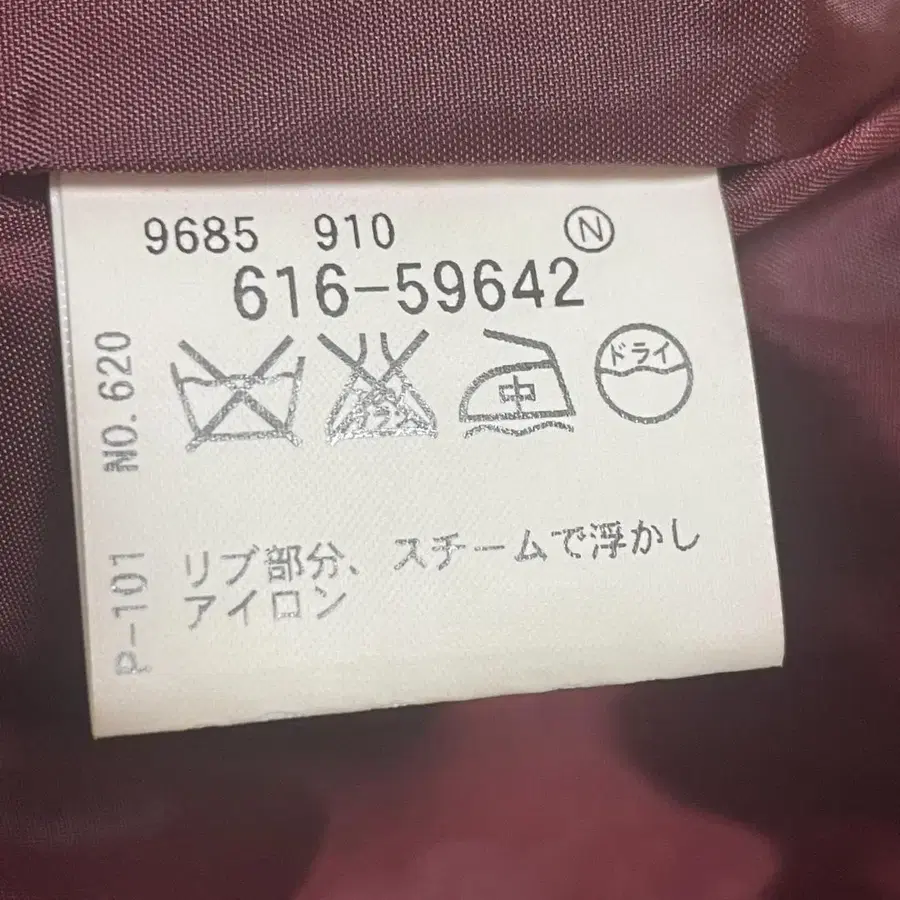 9685 910 Ⓝ
616-59642
中
ドライ
リブ部分、スチームで浮かし
アイロン
NO.620
P-101